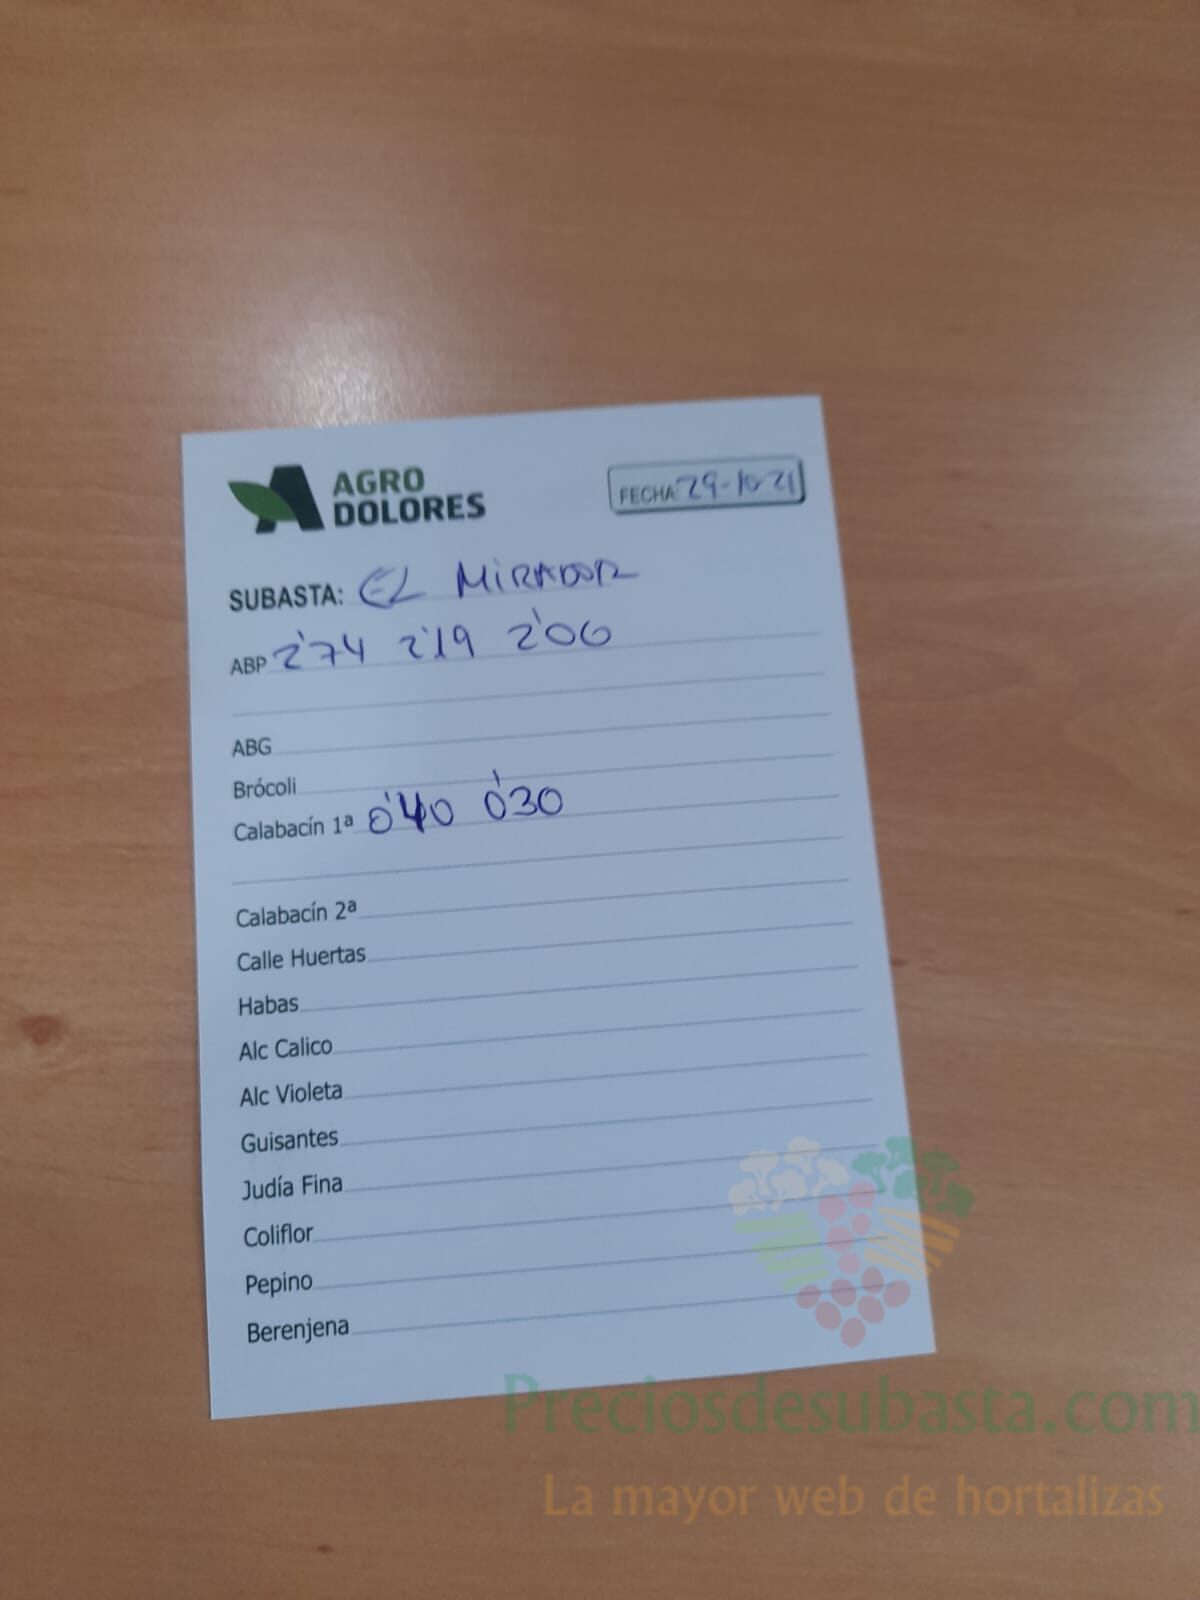 AGRO
DOLORES
FECHA: 29-10-21
SUBASTA: EL MIRADOR
ABP 2'74 2'19 2'06
ABG
Brócoli
Calabacín 1ª 0'40 0'30
Calabacín 2ª
Calle Huertas
Habas
Alc Calico
Alc Violeta
Guisantes
Judía Fina
Coliflor
Pepino
Berenjena
Preciosdesubasta.com
La mayor web de hortalizas